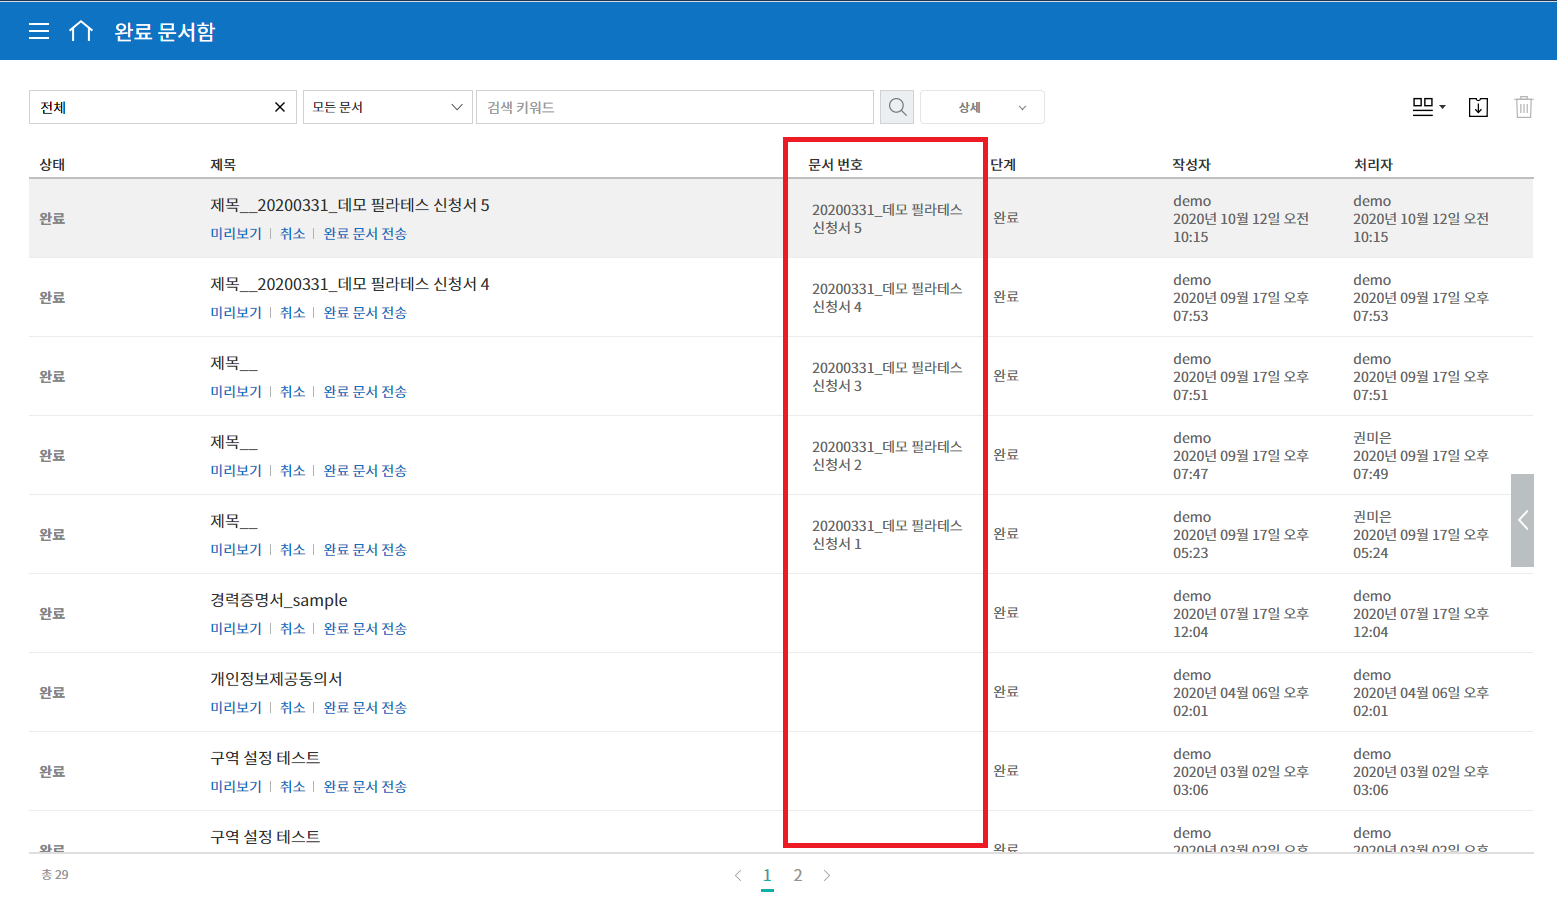 완료 문서함
전체
모든 문서
검색 키워드
상세
상태 제목 문서 번호 단계 작성자 처리자
완료
제목__20200331_데모 필라테스 신청서 5
미리보기 | 취소 | 완료 문서 전송
20200331_데모 필라테스
신청서 5
완료
demo
2020년 10월 12일 오전
10:15
demo
2020년 10월 12일 오전
10:15
완료
제목__20200331_데모 필라테스 신청서 4
미리보기 | 취소 | 완료 문서 전송
20200331_데모 필라테스
신청서 4
완료
demo
2020년 09월 17일 오후
07:53
demo
2020년 09월 17일 오후
07:53
완료
제목__
미리보기 | 취소 | 완료 문서 전송
20200331_데모 필라테스
신청서 3
완료
demo
2020년 09월 17일 오후
07:51
demo
2020년 09월 17일 오후
07:51
완료
제목__
미리보기 | 취소 | 완료 문서 전송
20200331_데모 필라테스
신청서 2
완료
demo
2020년 09월 17일 오후
07:47
권미은
2020년 09월 17일 오후
07:49
완료
제목__
미리보기 | 취소 | 완료 문서 전송
20200331_데모 필라테스
신청서 1
완료
demo
2020년 09월 17일 오후
05:23
권미은
2020년 09월 17일 오후
05:24
완료
경력증명서_sample
미리보기 | 취소 | 완료 문서 전송
완료
demo
2020년 07월 17일 오후
12:04
demo
2020년 07월 17일 오후
12:04
완료
개인정보제공동의서
미리보기 | 취소 | 완료 문서 전송
완료
demo
2020년 04월 06일 오후
02:01
demo
2020년 04월 06일 오후
02:01
완료
구역 설정 테스트
미리보기 | 취소 | 완료 문서 전송
완료
demo
2020년 03월 02일 오후
03:06
demo
2020년 03월 02일 오후
03:06
완료
구역 설정 테스트
완료
demo
2020년 03월 02일 오후
demo
2020년 03월 02일 오후
총 29
1 2